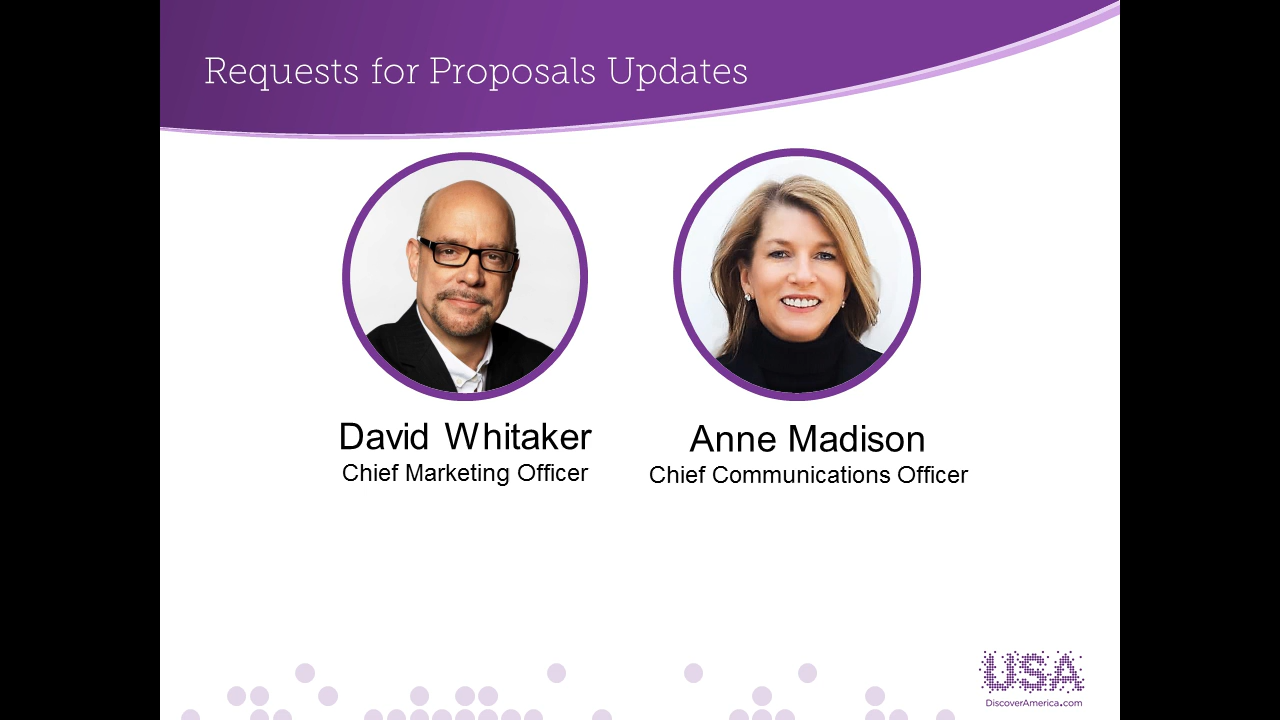 Requests for Proposals Updates
David Whitaker
Chief Marketing Officer
Anne Madison
Chief Communications Officer
USA
DiscoverAmerica.com